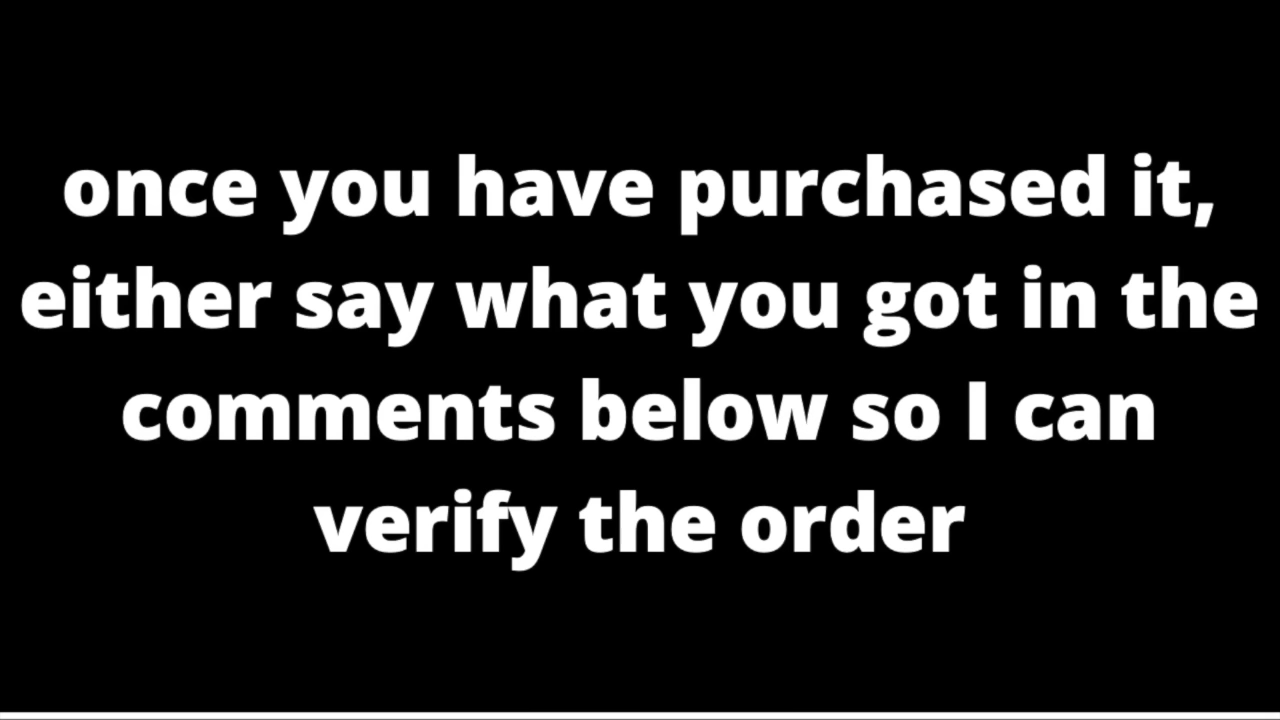 once you have purchased it,
either say what you got in the
comments below so I can
verify the order